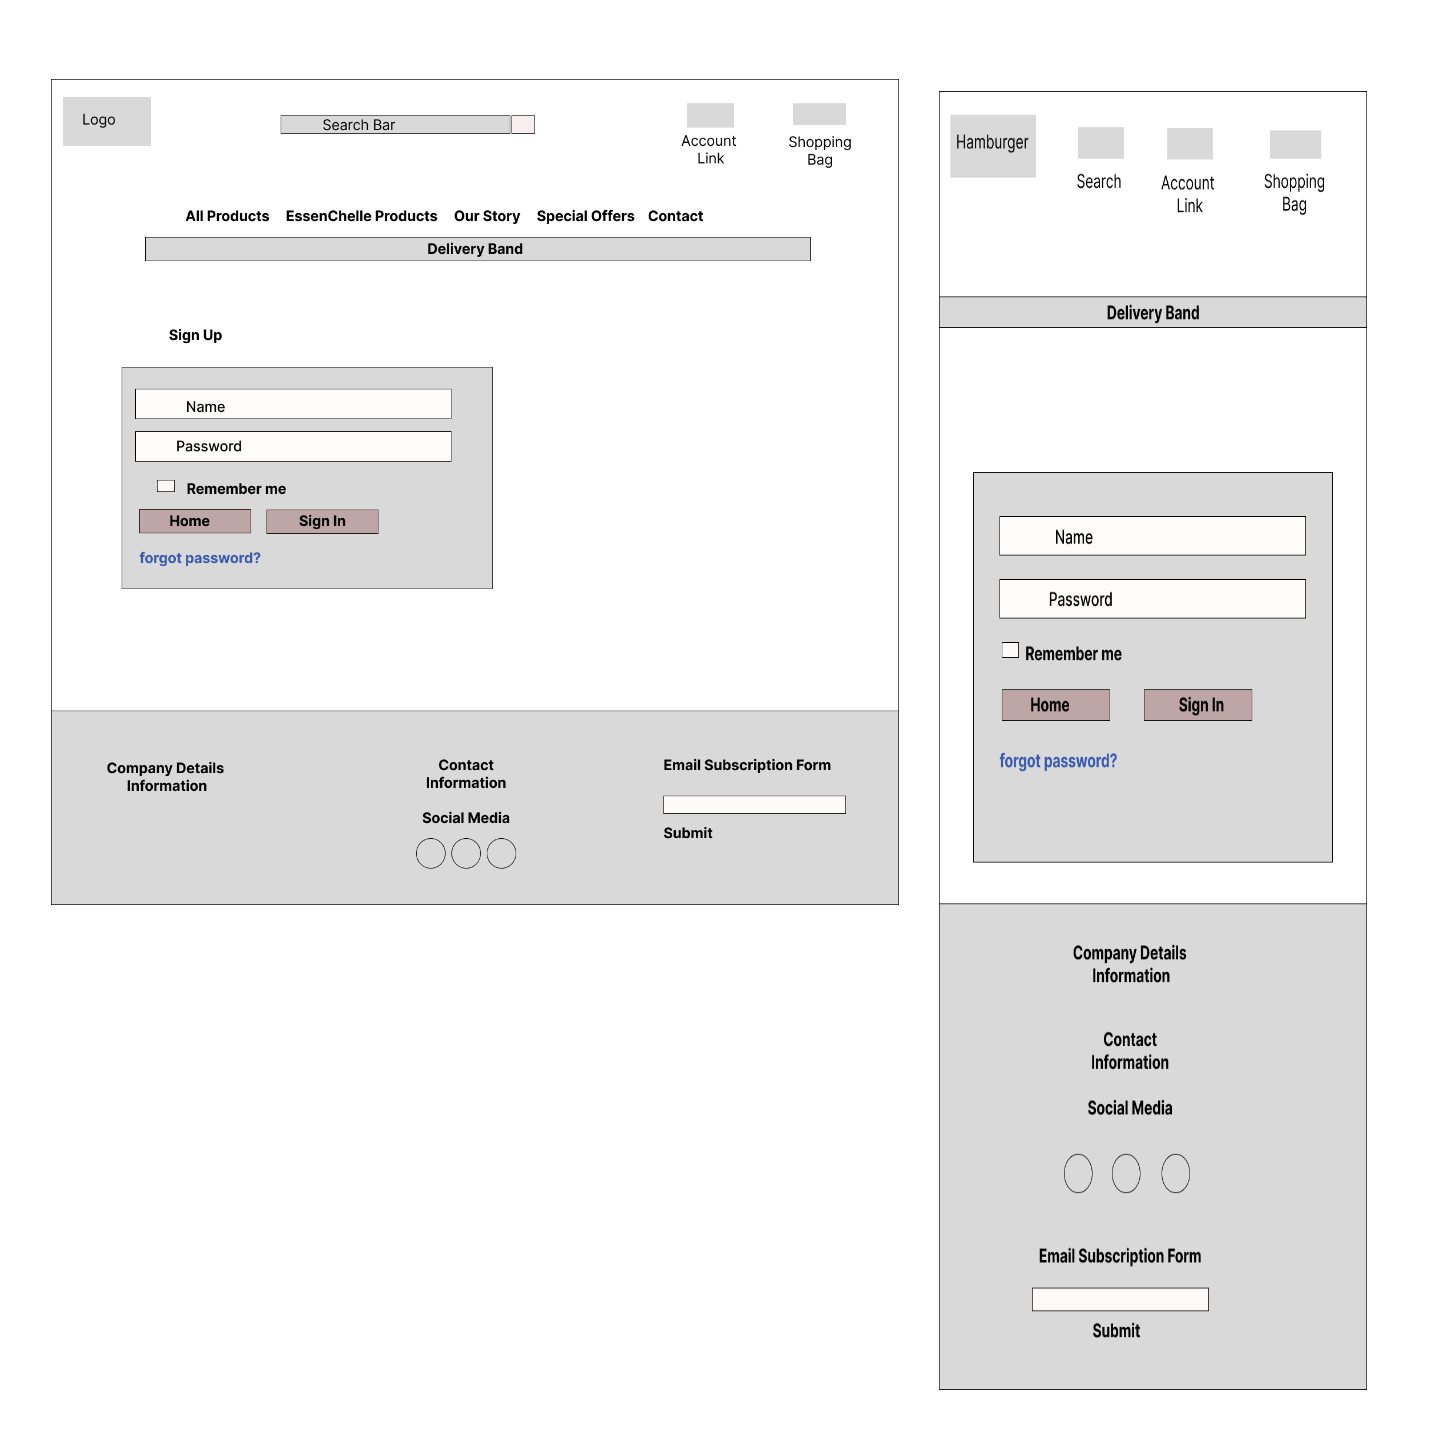 Logo
Search Bar
Account
Link
Shopping
Bag
All Products EssenChelle Products Our Story Special Offers Contact
Delivery Band
Sign Up
Name
Password
Remember me
Home
Sign In
forgot password?
Company Details
Information
Contact
Information
Social Media
Email Subscription Form
Submit
Hamburger
Search
Account
Link
Shopping
Bag
Delivery Band
Name
Password
Remember me
Home
Sign In
forgot password?
Company Details
Information
Contact
Information
Social Media
Email Subscription Form
Submit